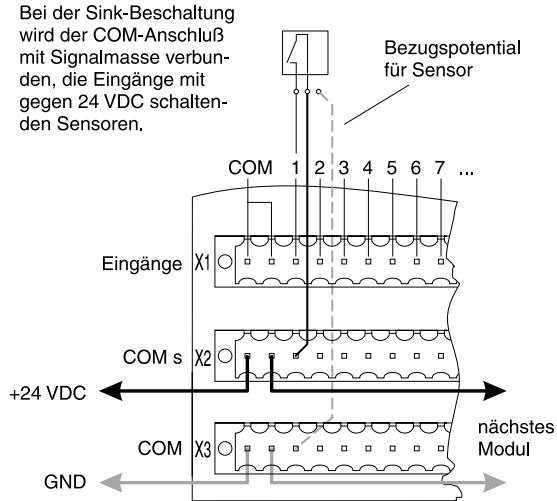 Bei der Sink-Beschaltung
wird der COM-Anschluß
mit Signalmasse verbun-
den, die Eingänge mit
gegen 24 VDC schalten-
den Sensoren.
Bezugspotential
für Sensor
COM 1 2 3 4 5 6 7 ...
Eingänge X1
COM s X2
+24 VDC
COM X3
nächstes
Modul
GND